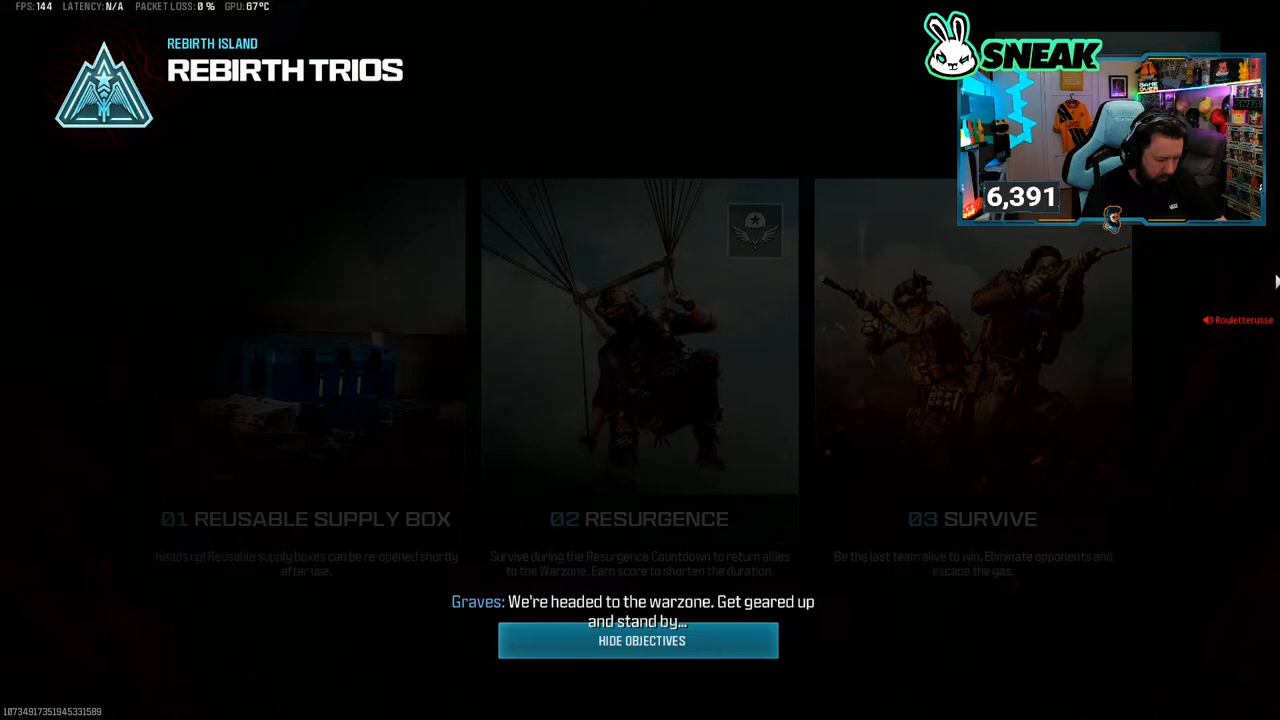 FPS: 144 LATENCY: N/A PACKET LOSS: 0 % GPU: 67°C
REBIRTH ISLAND
REBIRTH TRIOS
SNEAK
6,391
Rouletterusse
01 REUSABLE SUPPLY BOX
Heads up! Reusable supply boxes can be re-opened shortly
after use.
02 RESURGENCE
Survive during the Resurgence Countdown to return allies
to the Warzone. Earn score to shorten the duration.
03 SURVIVE
Be the last team alive to win. Eliminate opponents and
escape the gas.
Graves: We're headed to the warzone. Get geared up
and stand by...
HIDE OBJECTIVES
10734917351945331589